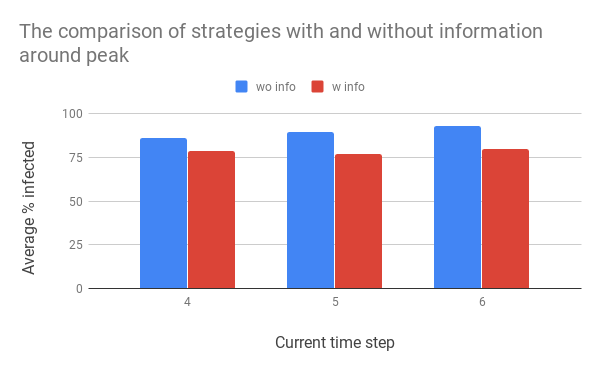 The comparison of strategies with and without information
around peak
wo info
w info
Average % infected
100
75
50
25
0
4
5
6
Current time step